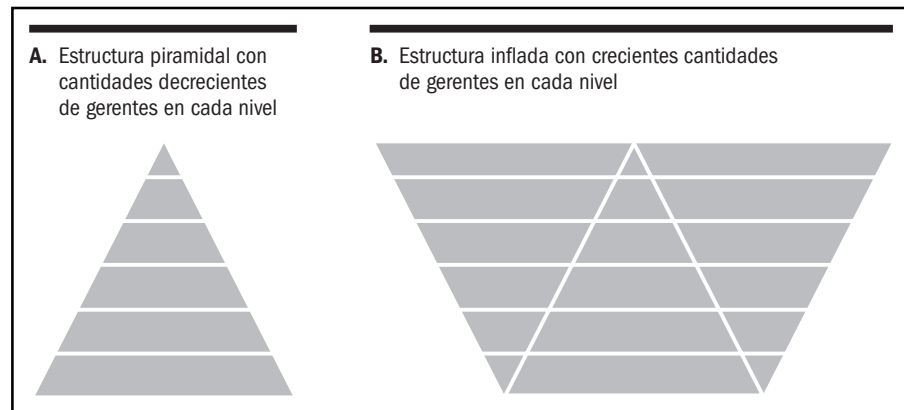 A. Estructura piramidal con
cantidades decrecientes
de gerentes en cada nivel
B. Estructura inflada con crecientes cantidades
de gerentes en cada nivel